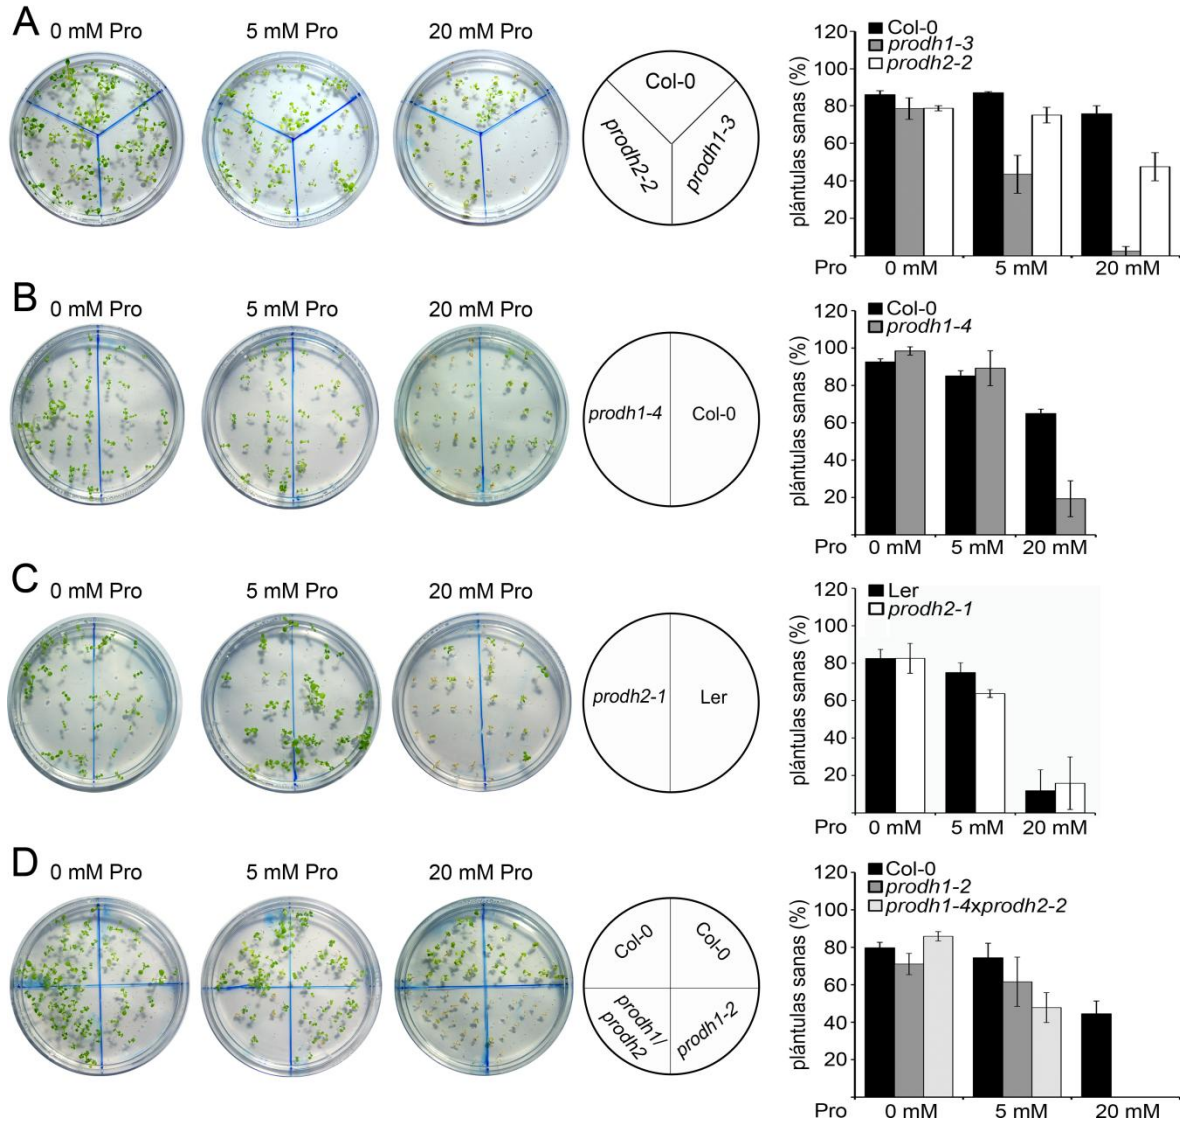 A
0 mM Pro
5 mM Pro
20 mM Pro
Col-0
prodh2-2
prodh1-3
plántulas sanas (%)
120
100
80
60
40
20
Col-0
prodh1-3
prodh2-2
Pro 0 mM 5 mM 20 mM
B
0 mM Pro
5 mM Pro
20 mM Pro
prodh1-4
Col-0
plántulas sanas (%)
120
100
80
60
40
20
Col-0
prodh1-4
Pro 0 mM 5 mM 20 mM
C
0 mM Pro
5 mM Pro
20 mM Pro
prodh2-1
Ler
plántulas sanas (%)
120
100
80
60
40
20
Ler
prodh2-1
Pro 0 mM 5 mM 20 mM
D
0 mM Pro
5 mM Pro
20 mM Pro
Col-0
Col-0
prodh1/
prodh2
prodh1-2
plántulas sanas (%)
120
100
80
60
40
20
Col-0
prodh1-2
prodh1-4xprodh2-2
Pro 0 mM 5 mM 20 mM